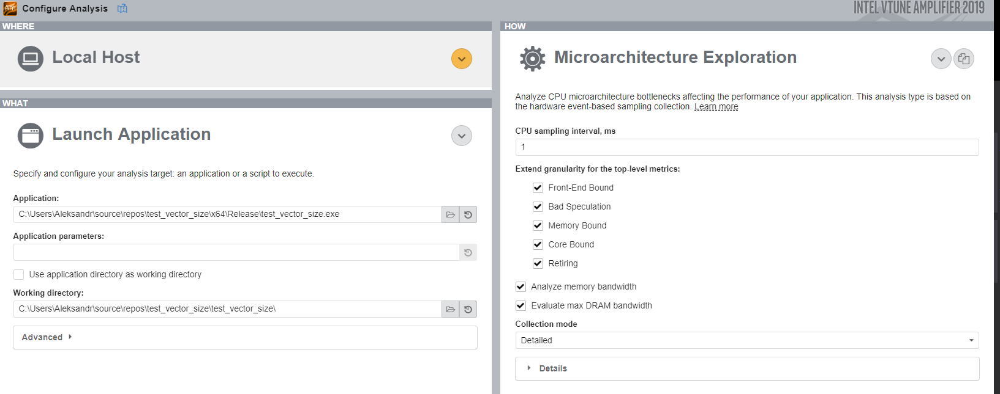 Configure Analysis
INTEL VTUNE AMPLIFIER 2019
WHERE
Local Host
WHAT
Launch Application
Specify and configure your analysis target: an application or a script to execute.
Application:
C:\Users\Aleksandr\source\repos\test_vector_size\x64\Release\test_vector_size.exe
Application parameters:
Use application directory as working directory
Working directory:
C:\Users\Aleksandr\source\repos\test_vector_size\test_vector_size\
Advanced
HOW
Microarchitecture Exploration
Analyze CPU microarchitecture bottlenecks affecting the performance of your application. This analysis type is based on
the hardware event-based sampling collection. Learn more
CPU sampling interval, ms
1
Extend granularity for the top-level metrics:
Front-End Bound
Bad Speculation
Memory Bound
Core Bound
Retiring
Analyze memory bandwidth
Evaluate max DRAM bandwidth
Collection mode
Detailed
Details